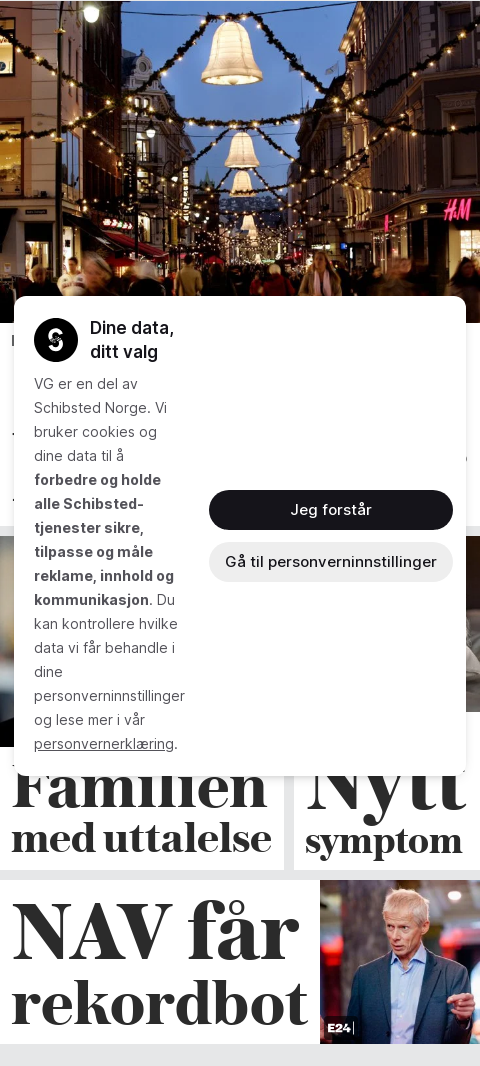 H&M
Dine data,
ditt valg
VG er en del av
Schibsted Norge. Vi
bruker cookies og
dine data til å
forbedre og holde
alle Schibsted-
tjenester sikre,
tilpasse og måle
reklame, innhold og
kommunikasjon. Du
kan kontrollere hvilke
data vi får behandle i
dine
personverninnstillinger
og lese mer i vår
personvernerklæring.
Jeg forstår
Gå til personverninnstillinger
Familien
med uttalelse
Nytt
symptom
NAV får
rekordbot
E24